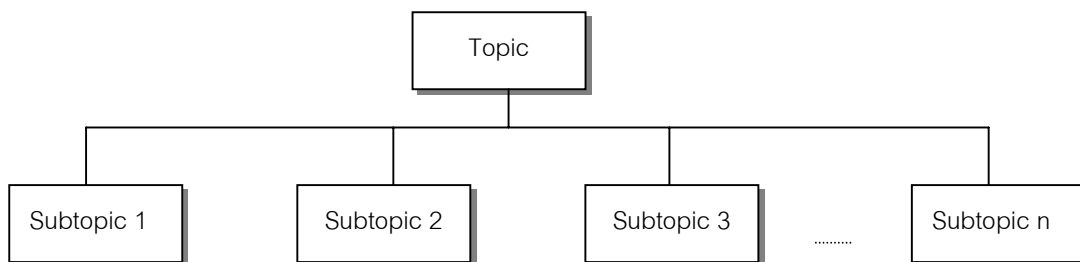 Topic
Subtopic 1
Subtopic 2
Subtopic 3
..........
Subtopic n